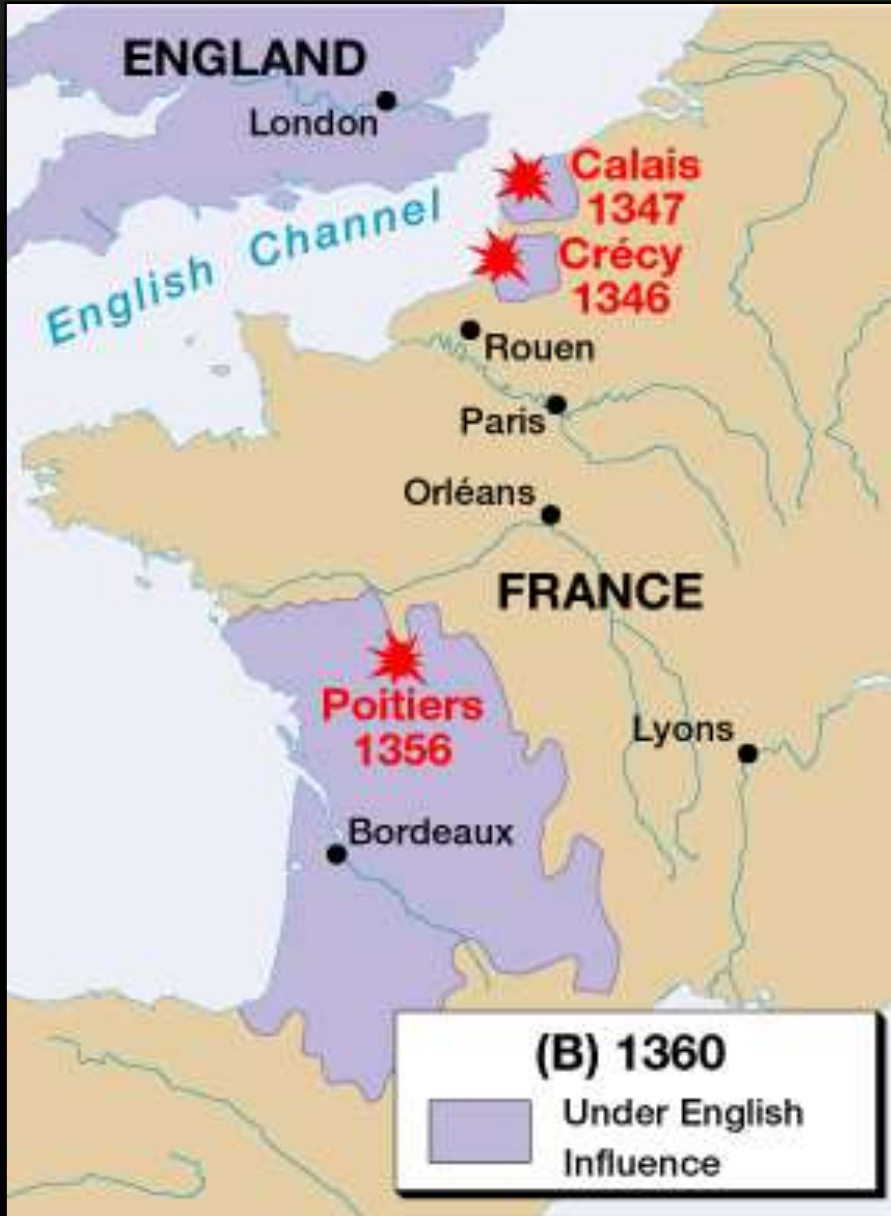 ENGLAND
London
English Channel
Calais
1347
Crécy
1346
Rouen
Paris
Orléans
FRANCE
Poitiers
1356
Lyons
Bordeaux
(B) 1360
Under English
Influence